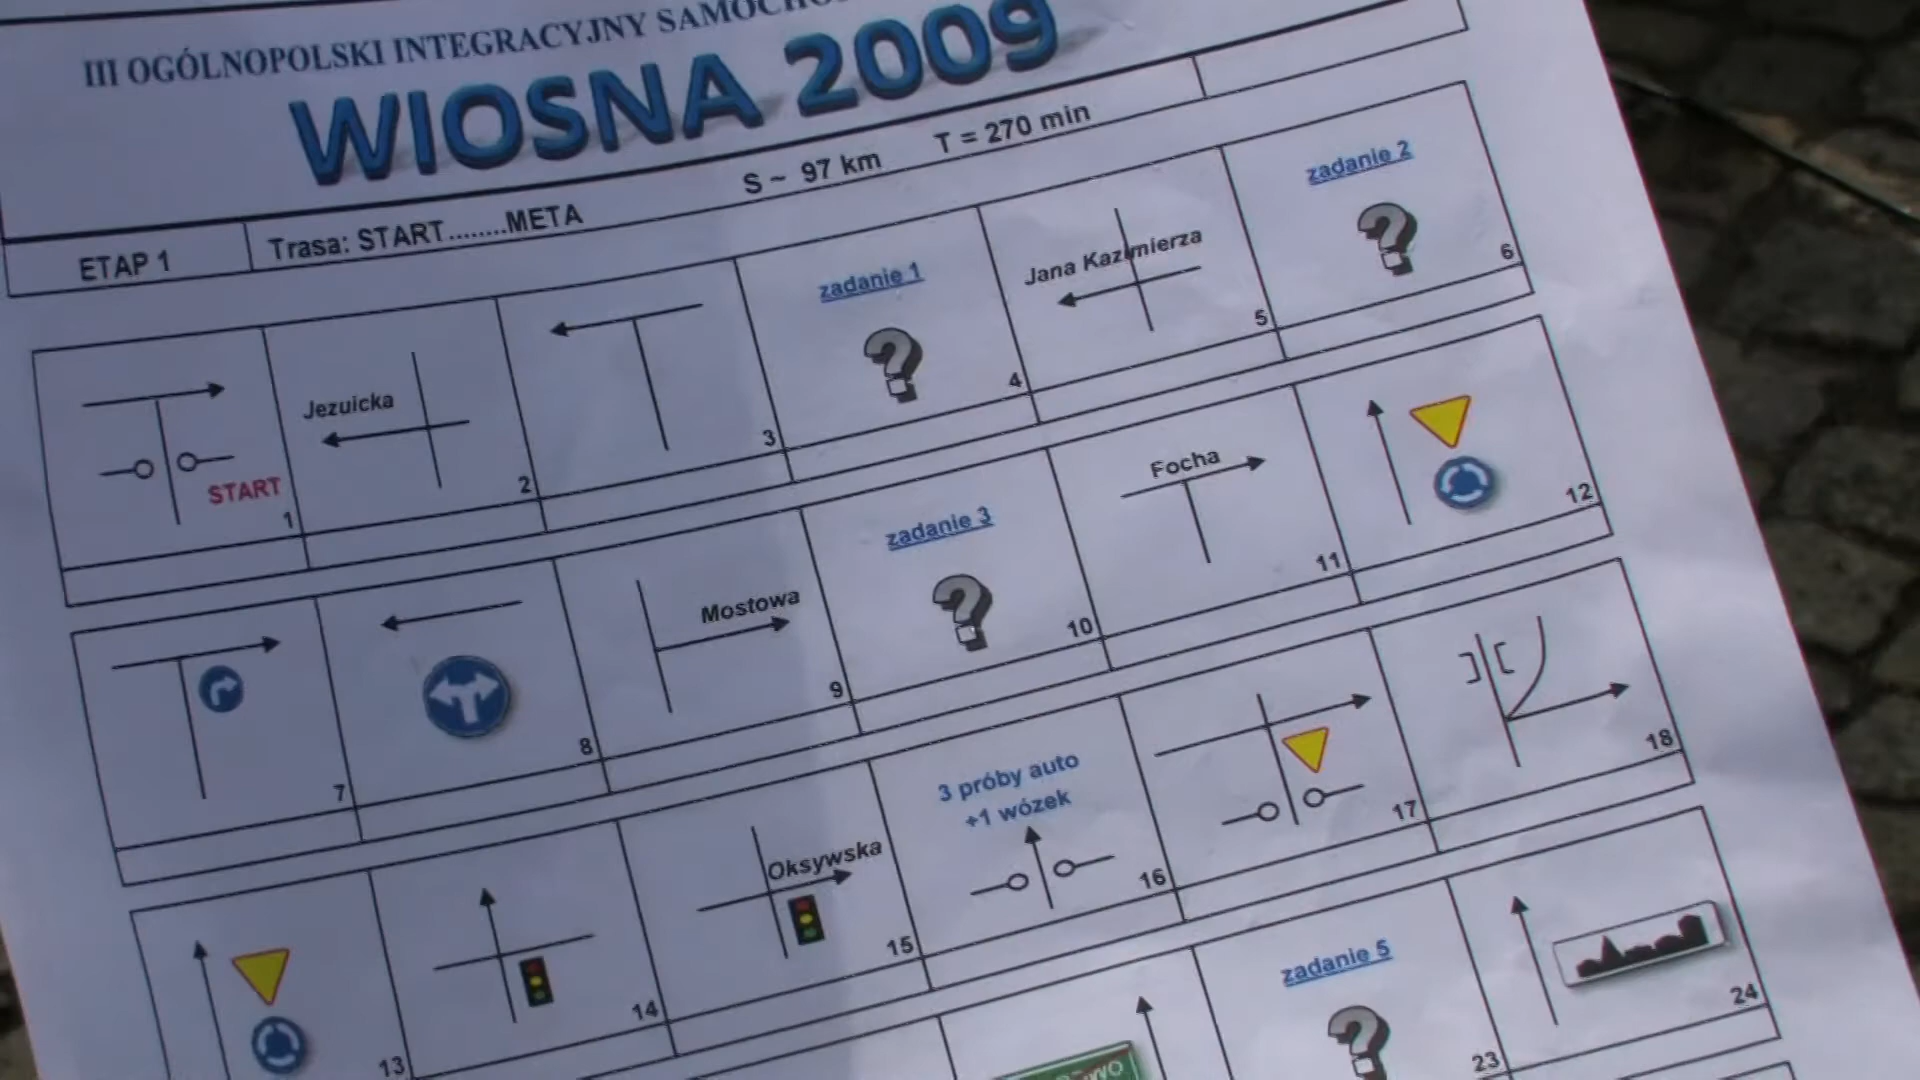 III OGÓLNOPOLSKI INTEGRACYJNY
WIOSNA 2009
S ~ 97 km T = 270 min
ETAP 1
Trasa: START........META
START
1
Jezuicka
2
3
zadanie 1
4
Jana Kazimierza
5
zadanie 2
6
7
8
Mostowa
9
zadanie 3
10
Focha
11
12
13
14
Oksywska
15
3 próby auto
+1 wózek
16
17
18
zadanie 5
23
24